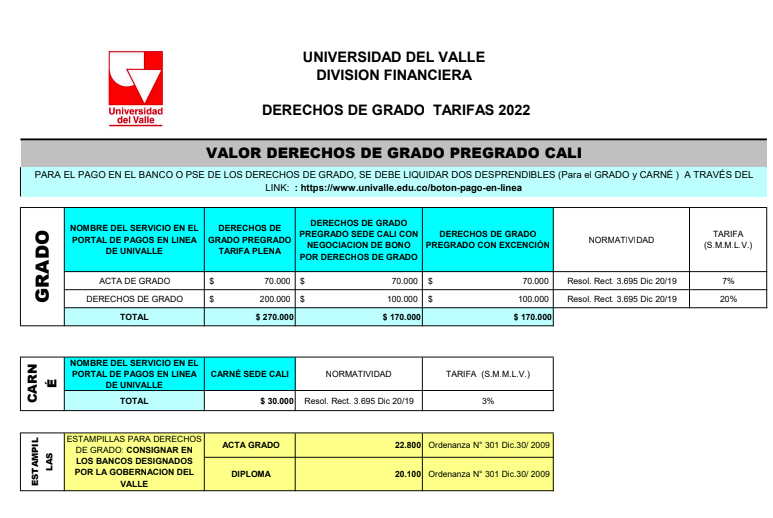 UNIVERSIDAD DEL VALLE
DIVISION FINANCIERA
DERECHOS DE GRADO TARIFAS 2022
Universidad
del Valle
VALOR DERECHOS DE GRADO PREGRADO CALI
PARA EL PAGO EN EL BANCO O PSE DE LOS DERECHOS DE GRADO, SE DEBE LIQUIDAR DOS DESPRENDIBLES (Para el GRADO y CARNÉ ) A TRAVÉS DEL
LINK: : https://www.univalle.edu.co/boton-pago-en-linea
GRADO
NOMBRE DEL SERVICIO EN EL
PORTAL DE PAGOS EN LINEA
DE UNIVALLE
DERECHOS DE
GRADO PREGRADO
TARIFA PLENA
DERECHOS DE GRADO
PREGRADO SEDE CALI CON
NEGOCIACION DE BONO
POR DERECHOS DE GRADO
DERECHOS DE GRADO
PREGRADO CON EXCENCIÓN
NORMATIVIDAD
TARIFA
(S.M.M.L.V.)
ACTA DE GRADO $ 70.000 $ 70.000 $ 70.000 Resol. Rect. 3.695 Dic 20/19 7%
DERECHOS DE GRADO $ 200.000 $ 100.000 $ 100.000 Resol. Rect. 3.695 Dic 20/19 20%
TOTAL $ 270.000 $ 170.000 $ 170.000
CARN
É
NOMBRE DEL SERVICIO EN EL
PORTAL DE PAGOS EN LINEA
DE UNIVALLE
CARNÉ SEDE CALI
NORMATIVIDAD
TARIFA (S.M.M.L.V.)
TOTAL $ 30.000 Resol. Rect. 3.695 Dic 20/19 3%
ESTAMPIL
LAS
ESTAMPILLAS PARA DERECHOS
DE GRADO: CONSIGNAR EN
LOS BANCOS DESIGNADOS
POR LA GOBERNACION DEL
VALLE
ACTA GRADO 22.800 Ordenanza N° 301 Dic.30/ 2009
DIPLOMA 20.100 Ordenanza N° 301 Dic.30/ 2009